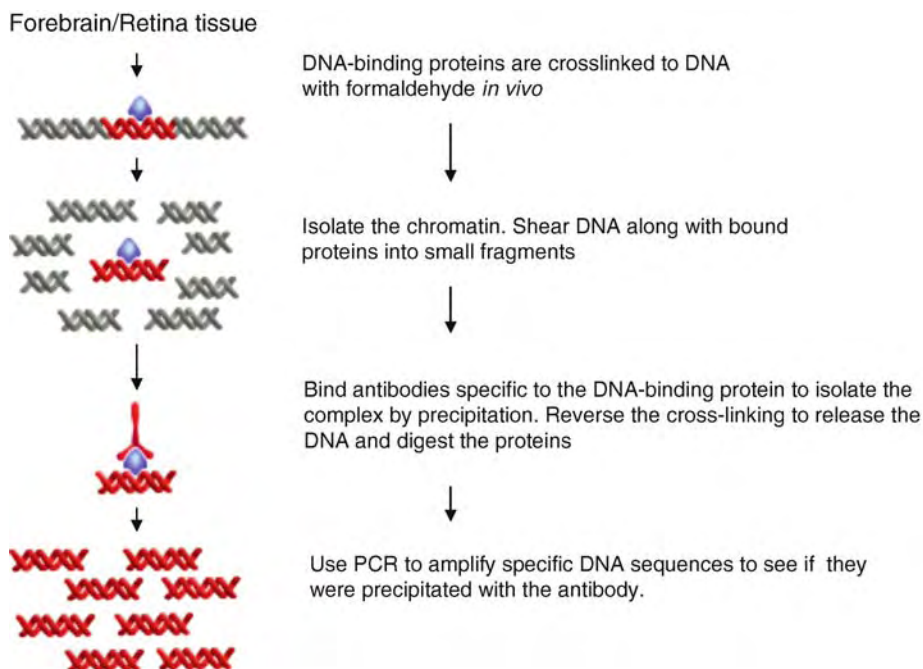 Forebrain/Retina tissue
DNA-binding proteins are crosslinked to DNA
with formaldehyde in vivo
Isolate the chromatin. Shear DNA along with bound
proteins into small fragments
Bind antibodies specific to the DNA-binding protein to isolate the
complex by precipitation. Reverse the cross-linking to release the
DNA and digest the proteins
Use PCR to amplify specific DNA sequences to see if they
were precipitated with the antibody.